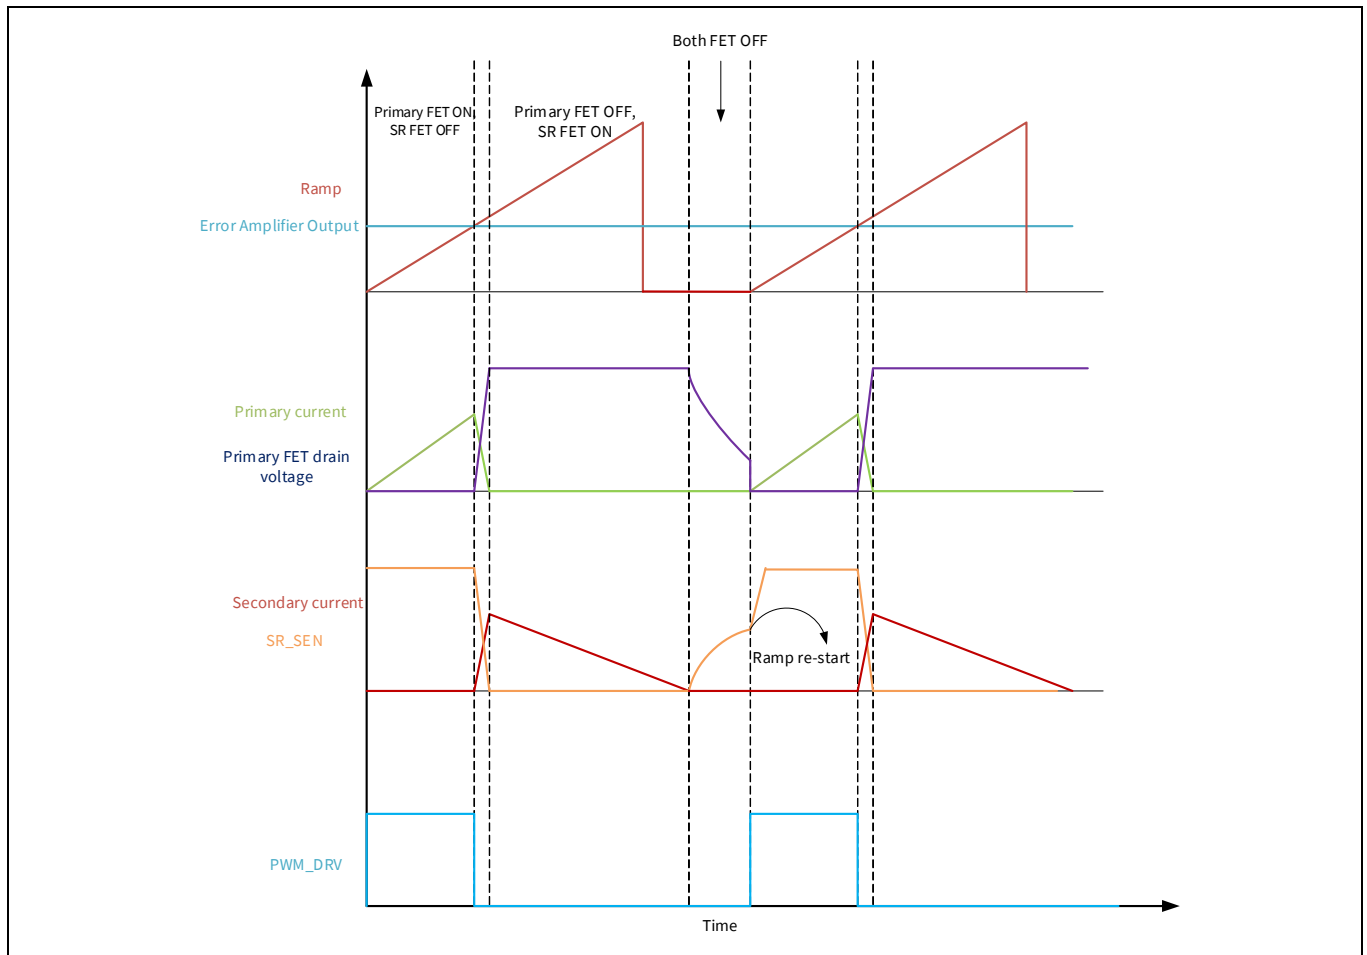 Both FET OFF
Primary FET ON,
SR FET OFF
Primary FET OFF,
SR FET ON
Ramp
Error Amplifier Output
Primary current
Primary FET drain
voltage
Secondary current
SR_SEN
Ramp re-start
PWM_DRV
Time